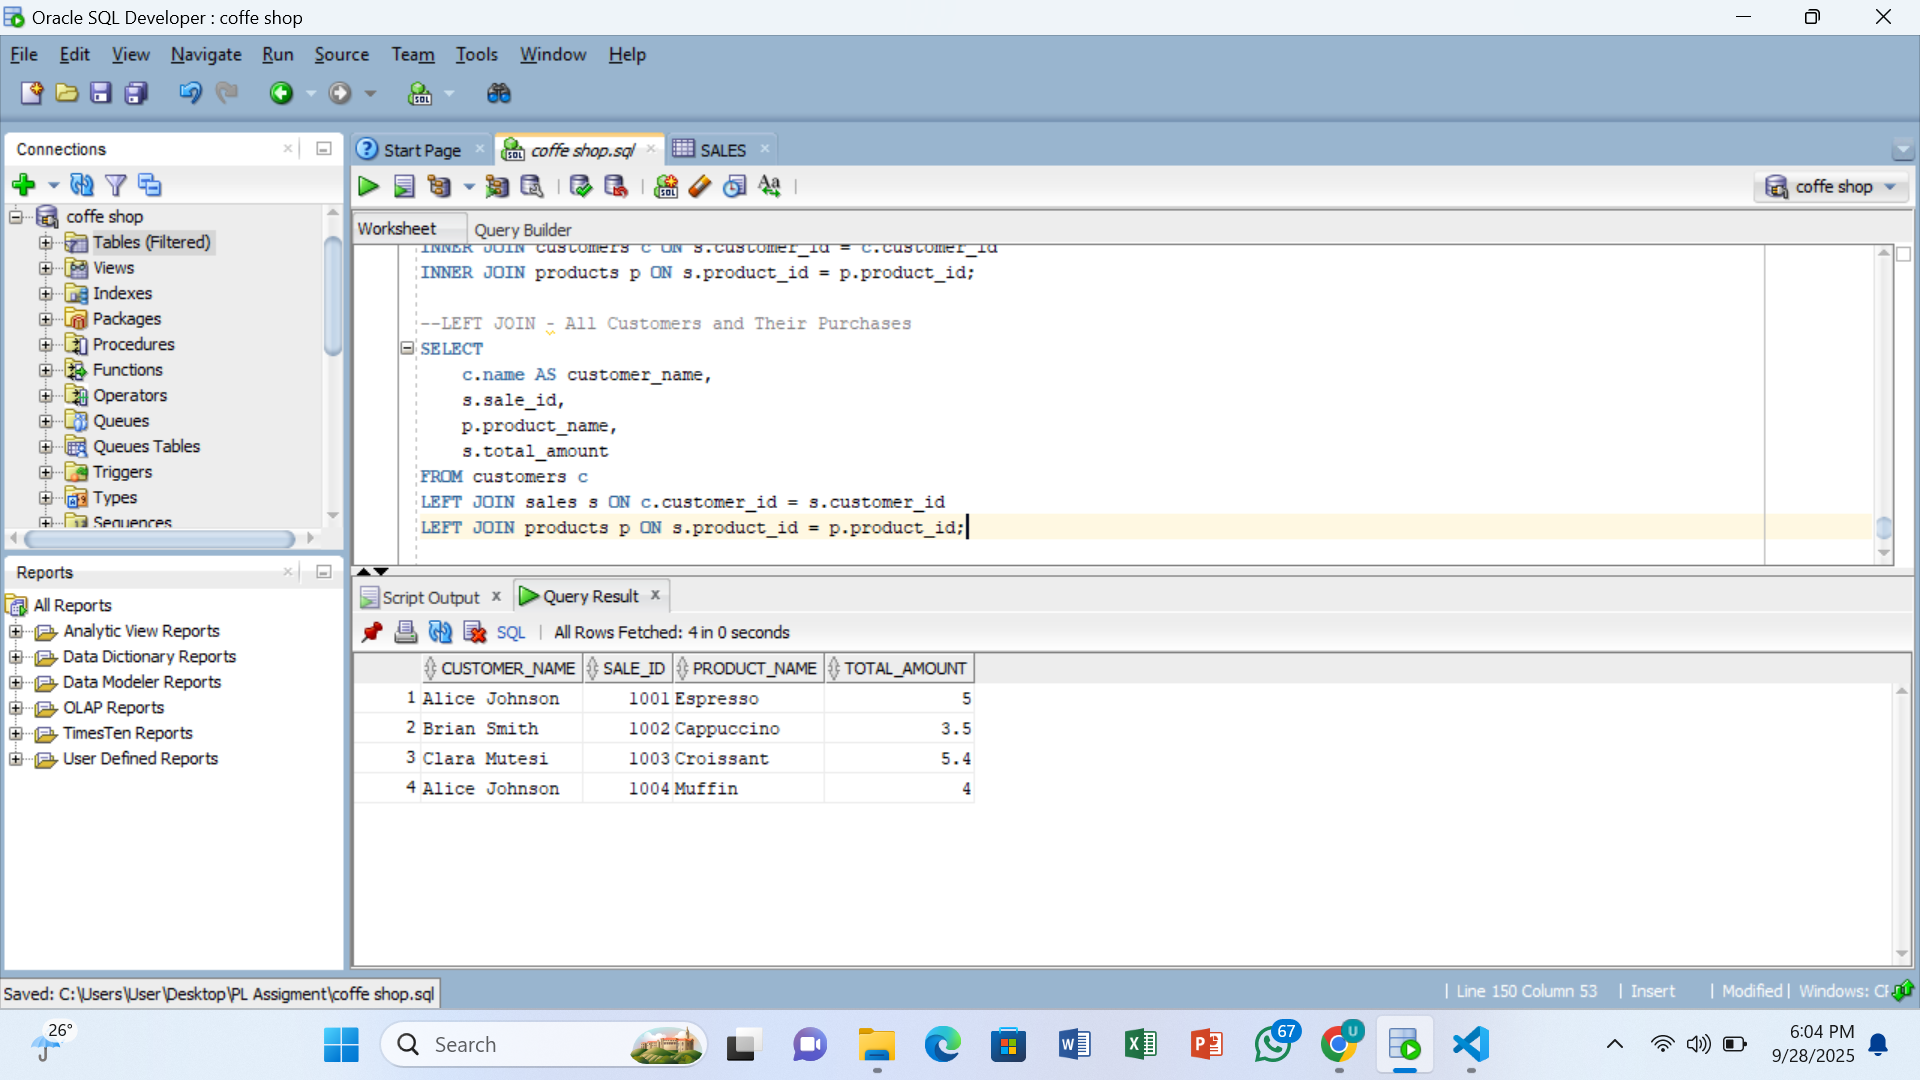 Oracle SQL Developer : coffe shop
File Edit View Navigate Run Source Team Tools Window Help
Connections
Start Page
coffe shop.sql
SALES
coffe shop
Worksheet
Query Builder
coffe shop
Tables (Filtered)
Views
Indexes
Packages
Procedures
Functions
Operators
Queues
Queues Tables
Triggers
Types
Sequences
INNER JOIN customers c ON s.customer_id = c.customer_id
INNER JOIN products p ON s.product_id = p.product_id;
--LEFT JOIN - All Customers and Their Purchases
SELECT
c.name AS customer_name,
s.sale_id,
p.product_name,
s.total_amount
FROM customers c
LEFT JOIN sales s ON c.customer_id = s.customer_id
LEFT JOIN products p ON s.product_id = p.product_id;
Reports
All Reports
Analytic View Reports
Data Dictionary Reports
Data Modeler Reports
OLAP Reports
TimesTen Reports
User Defined Reports
Script Output
Query Result
SQL
All Rows Fetched: 4 in 0 seconds
CUSTOMER_NAME SALE_ID PRODUCT_NAME TOTAL_AMOUNT
1 Alice Johnson 1001 Espresso 5
2 Brian Smith 1002 Cappuccino 3.5
3 Clara Mutesi 1003 Croissant 5.4
4 Alice Johnson 1004 Muffin 4
Saved: C:\Users\User\Desktop\PL Assigment\coffe shop.sql
Line 150 Column 53 | Insert | Modified | Windows:
26°
Search
67
U
6:04 PM
9/28/2025